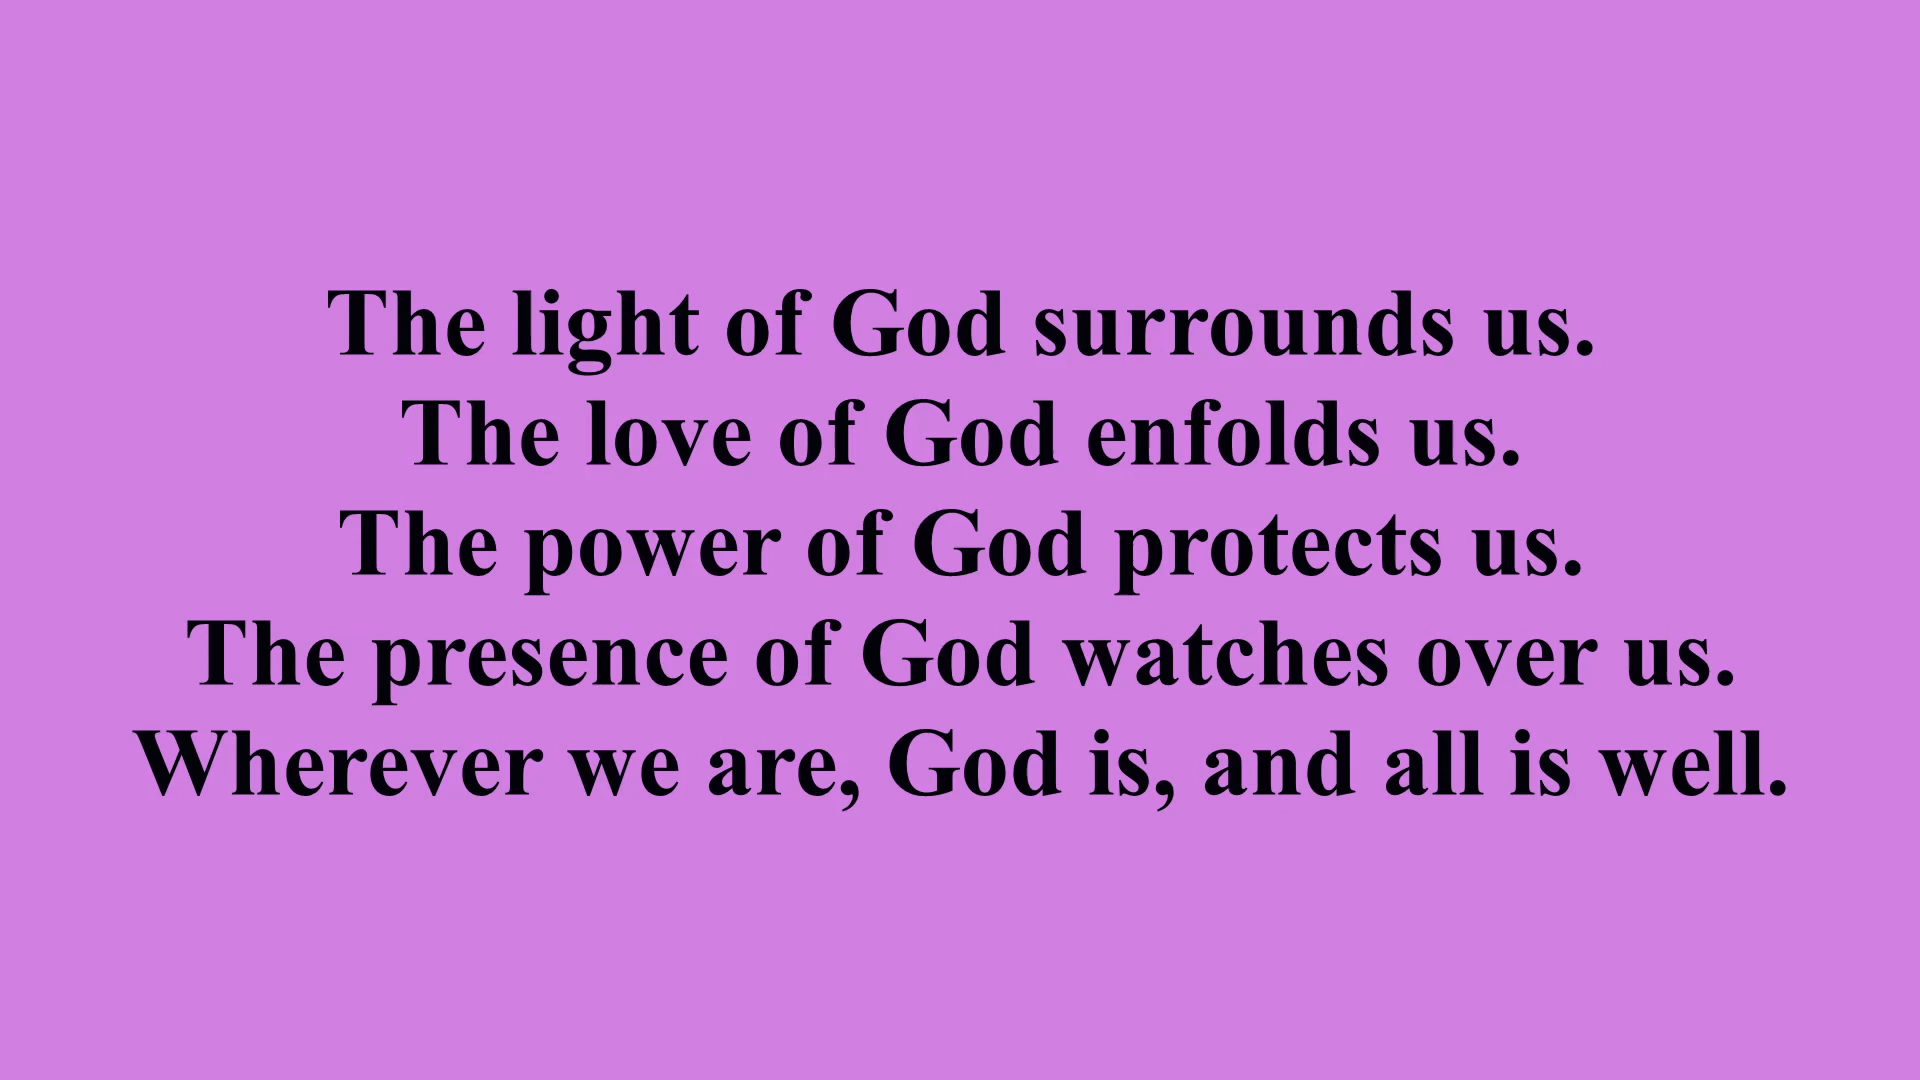 The light of God surrounds us.
The love of God enfolds us.
The power of God protects us.
The presence of God watches over us.
Wherever we are, God is, and all is well.